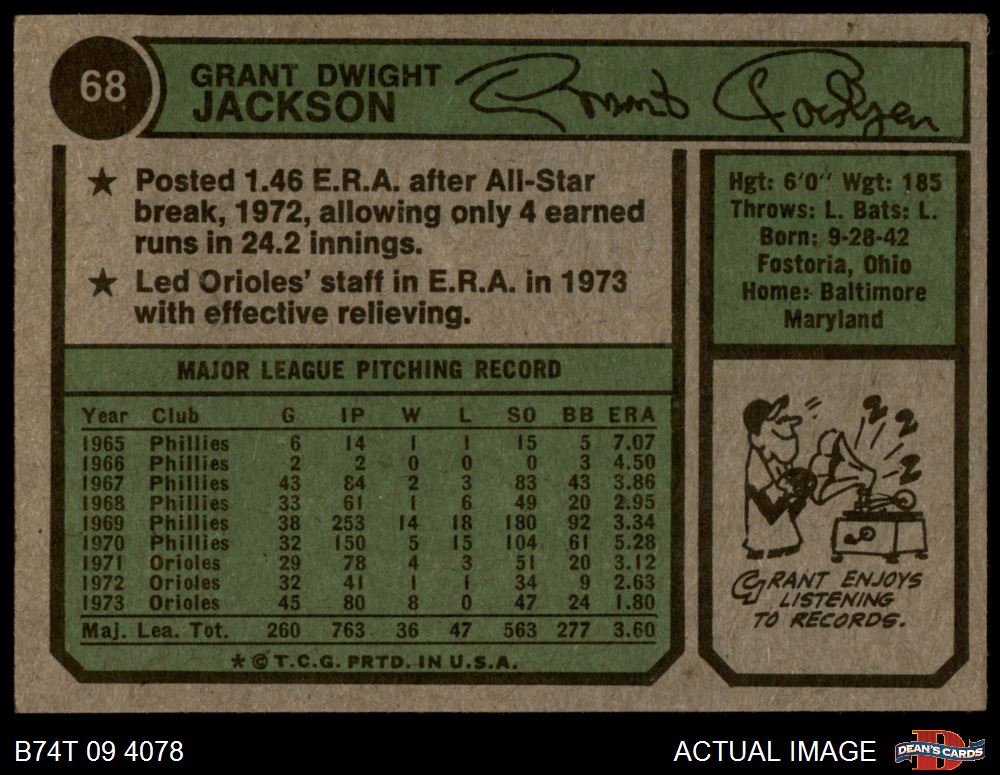 68
GRANT DWIGHT
JACKSON
Grant Jackson
★ Posted 1.46 E.R.A. after All-Star
break, 1972, allowing only 4 earned
runs in 24.2 innings.
★ Led Orioles' staff in E.R.A. in 1973
with effective relieving.
Hgt: 6'0" Wgt: 185
Throws: L. Bats: L.
Born: 9-28-42
Fostoria, Ohio
Home: Baltimore
Maryland
MAJOR LEAGUE PITCHING RECORD
Year Club G IP W L SO BB ERA
1965 Phillies 6 14 1 1 15 5 7.07
1966 Phillies 2 2 0 0 0 3 4.50
1967 Phillies 43 84 2 3 83 43 3.86
1968 Phillies 33 61 1 6 49 20 2.95
1969 Phillies 38 253 14 18 180 92 3.34
1970 Phillies 32 150 5 15 104 61 5.28
1971 Orioles 29 78 4 3 51 20 3.12
1972 Orioles 32 41 1 1 34 9 2.63
1973 Orioles 45 80 8 0 47 24 1.80
Maj. Lea. Tot. 260 763 36 47 563 277 3.60
★ © T.C.G. PRTD. IN U.S.A.
GRANT ENJOYS
LISTENING
TO RECORDS.
B74T 09 4078
ACTUAL IMAGE
DEAN'S CARDS